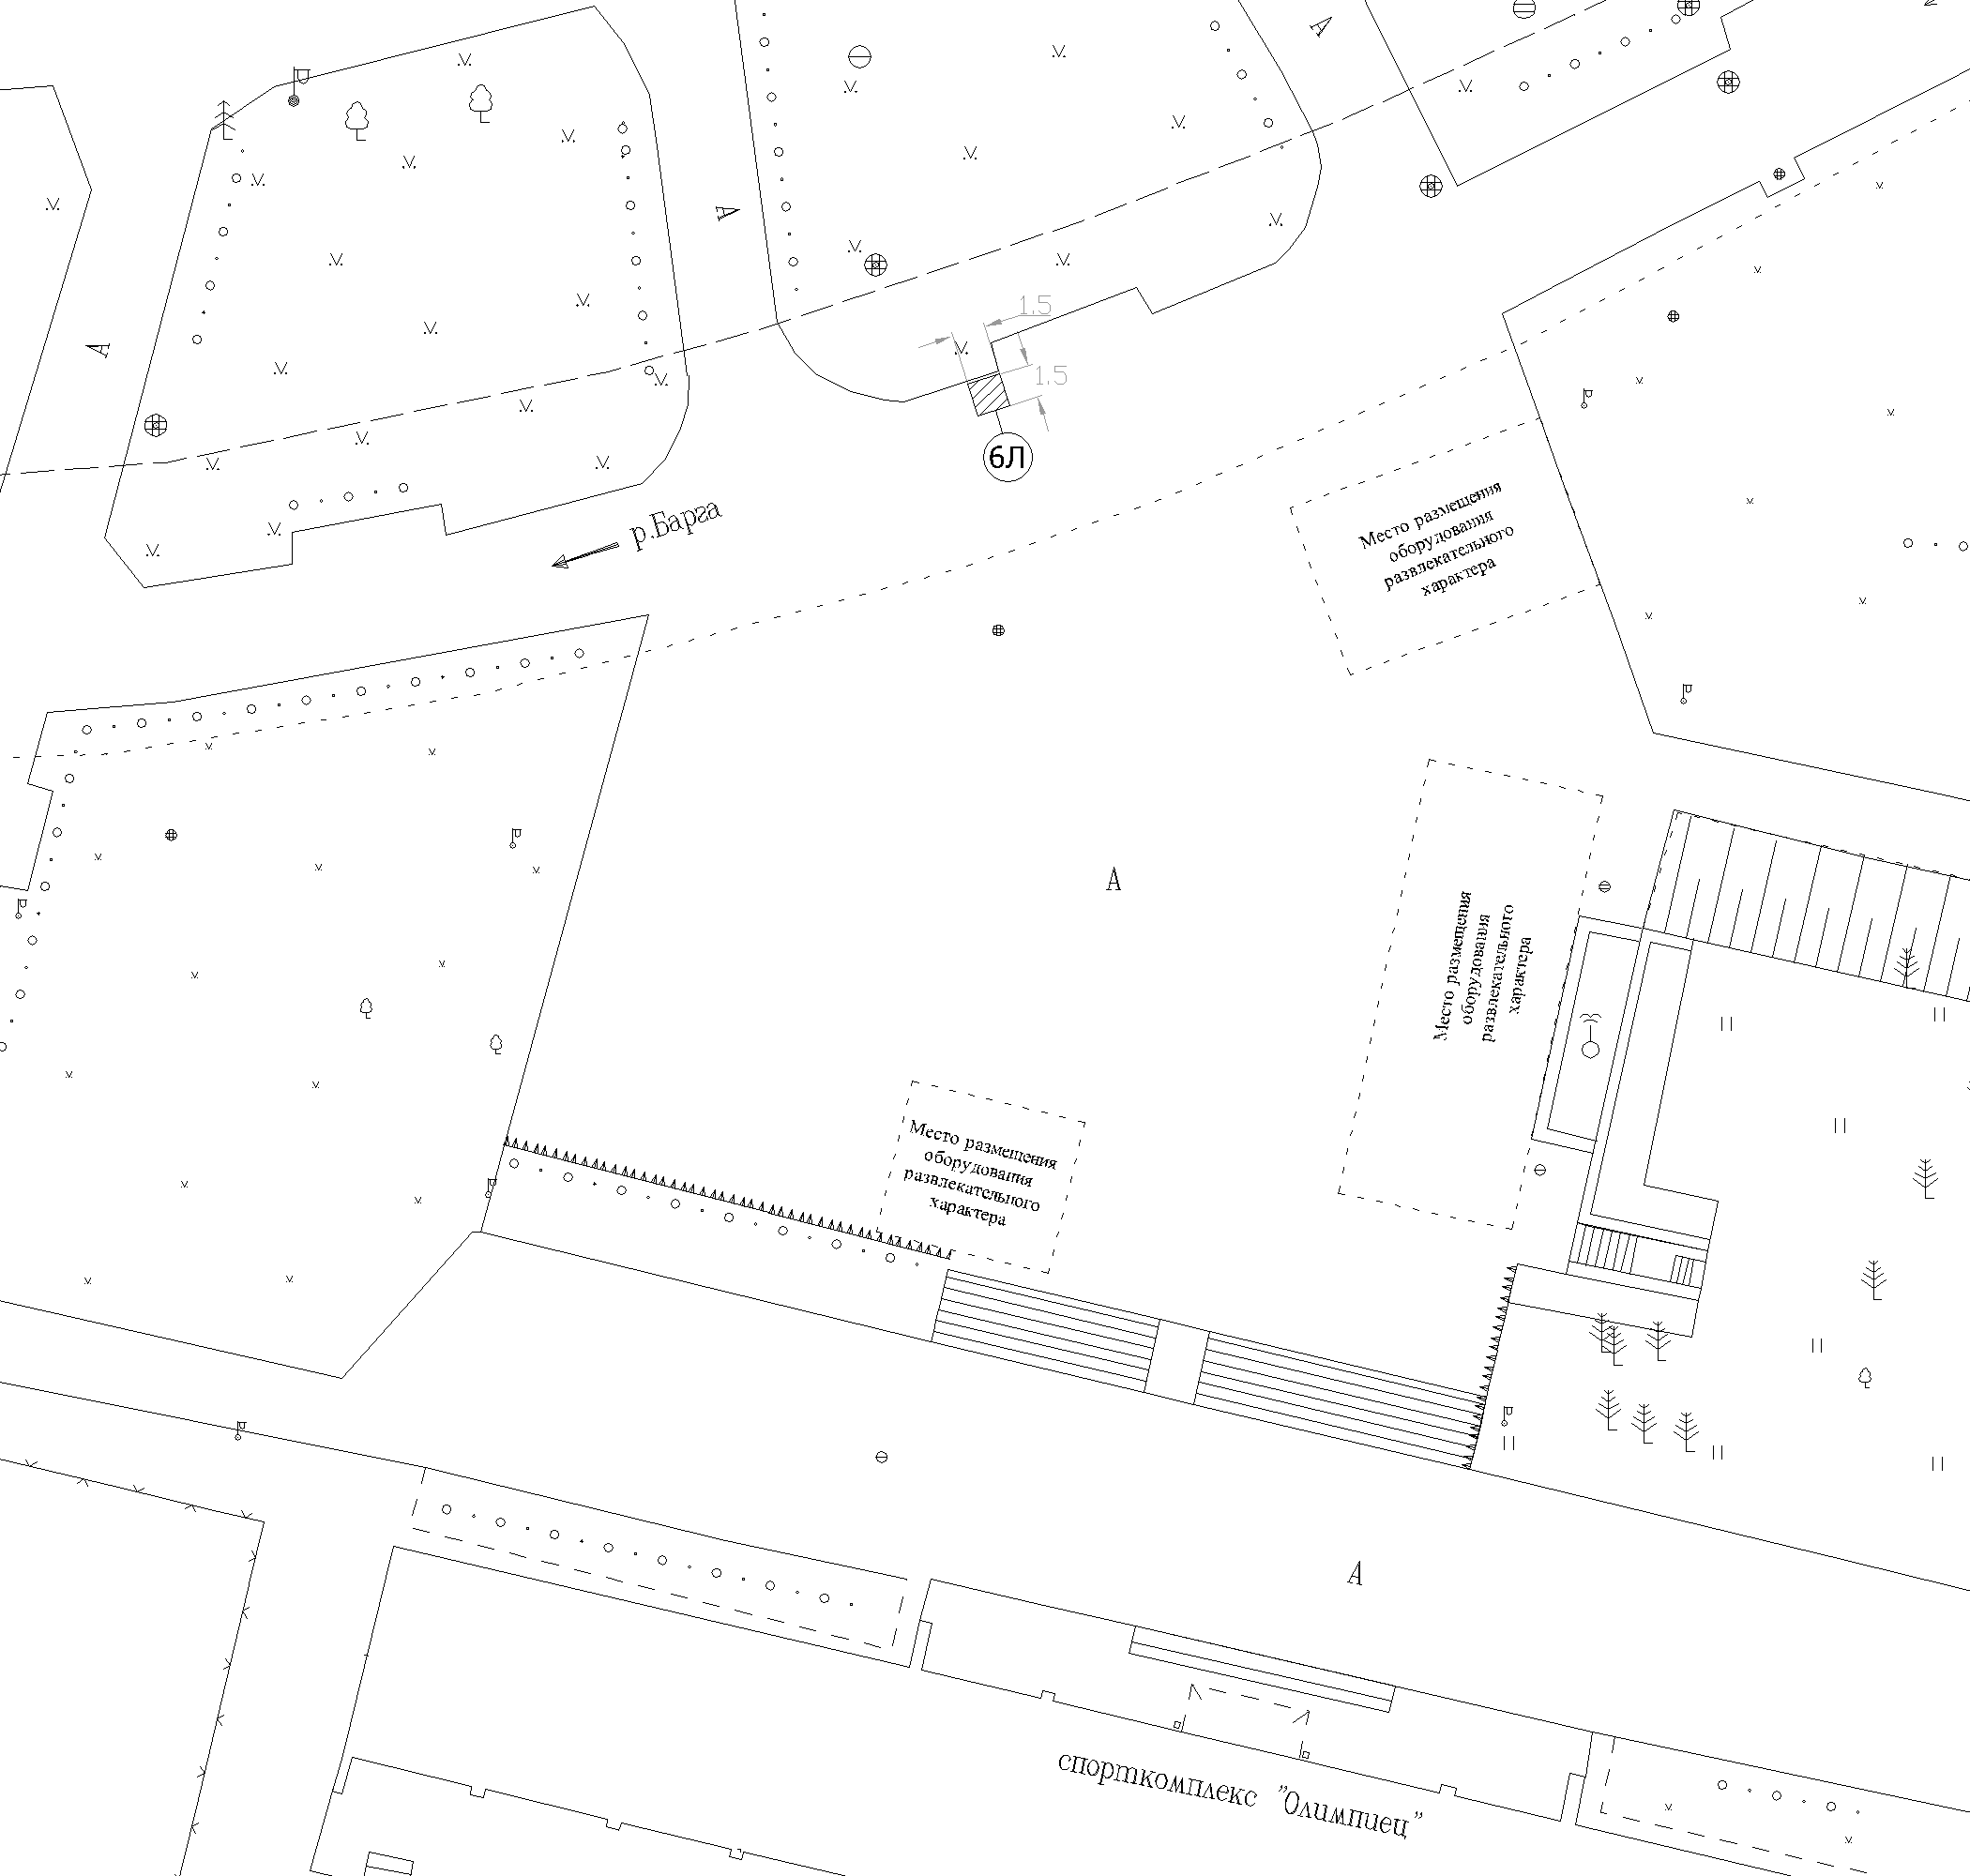 А
А
А
1.5
1.5
6Л
р.Барга
Место размещения
оборудования
развлекательного
характера
А
Место размещения
оборудования
развлекательного
характера
Место размещения
оборудования
развлекательного
характера
А
спорткомплекс "Олимпиец"